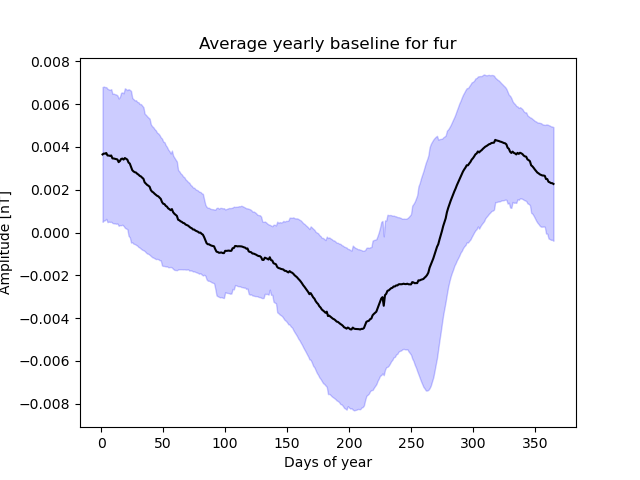 Average yearly baseline for fur
Amplitude [nT]
0.008
0.006
0.004
0.002
0.000
−0.002
−0.004
−0.006
−0.008
0 50 100 150 200 250 300 350
Days of year